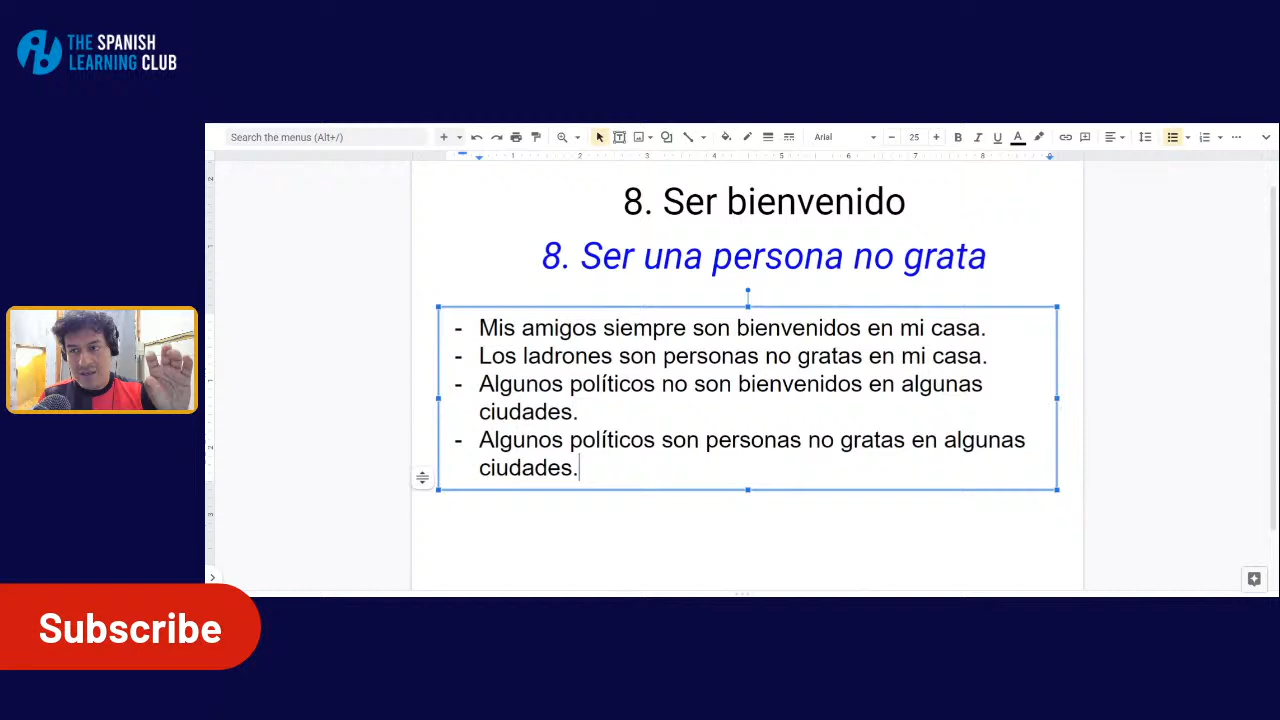 THE SPANISH
LEARNING CLUB
Search the menus (Alt+/)
Arial
25
8. Ser bienvenido
8. Ser una persona no grata
- Mis amigos siempre son bienvenidos en mi casa.
- Los ladrones son personas no gratas en mi casa.
- Algunos políticos no son bienvenidos en algunas
ciudades.
- Algunos políticos son personas no gratas en algunas
ciudades.
Subscribe